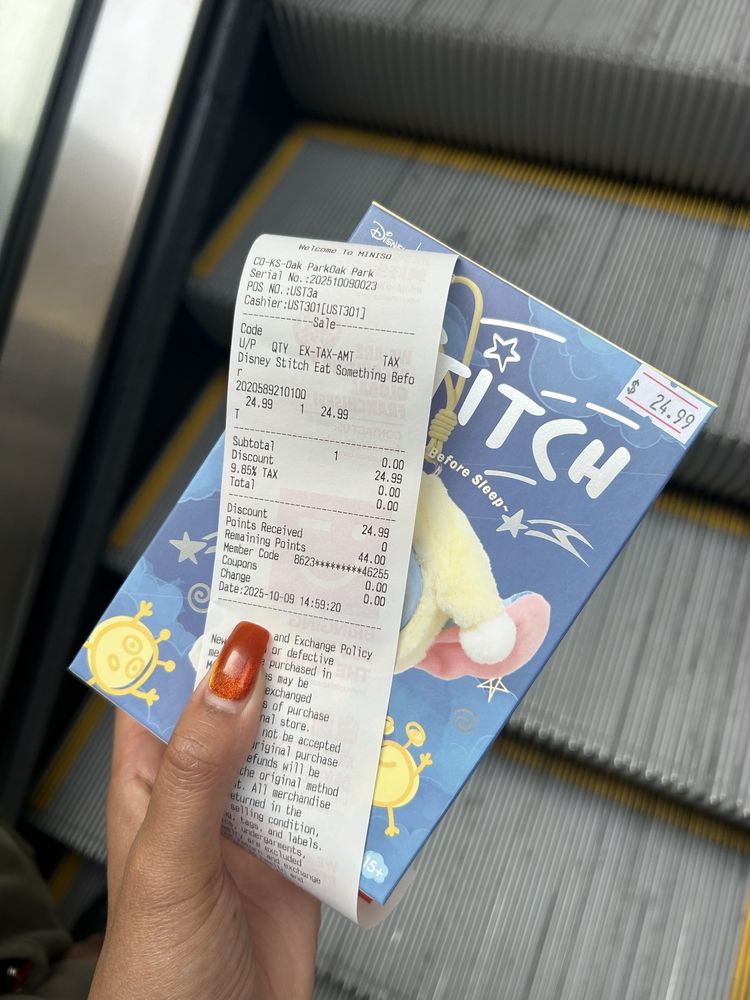 Welcome To MINISO
CO-KS-Oak ParkOak Park
Serial No.:202510090023
POS NO.:UST3a
Cashier:UST301[UST301]
Sale
Code
U/P QTY EX-TAX-AMT TAX
Disney Stitch Eat Something Befo
r
2020589210100
24.99 1 24.99
T
Subtotal 1 0.00
Discount 24.99
9.85% TAX 0.00
Total 0.00
Discount 24.99
Points Received 0
Remaining Points 44.00
Member Code 8623*********46255
Coupons 0.00
Change 0.00
Date:2025-10-09 14:59:20
and Exchange Policy
or defective
purchased in
may be
exchanged
of purchase
store.
not be accepted
original purchase
refunds will be
the original method
All merchandise
returned in the
selling condition,
tags, and labels.
undergarments,
are excluded
and exchange
Disney
TITCH
Before Sleep~
$ 24.99
15+